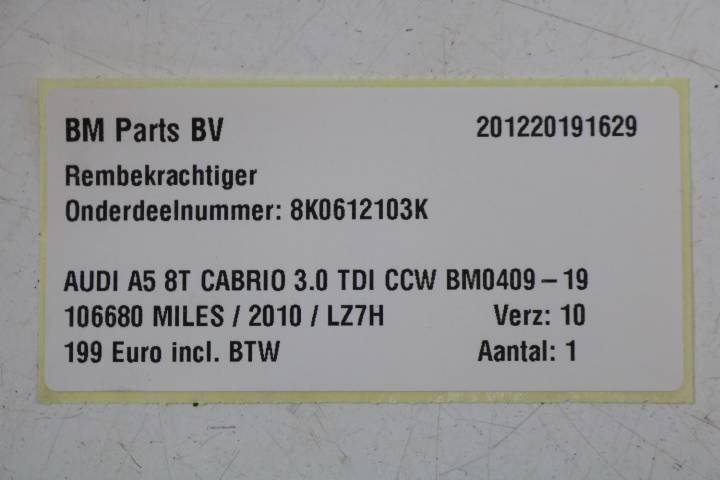 BM Parts BV 201220191629
Rembekrachtiger
Onderdeelnummer: 8K0612103K
AUDI A5 8T CABRIO 3.0 TDI CCW BM0409 – 19
106680 MILES / 2010 / LZ7H Verz: 10
199 Euro incl. BTW Aantal: 1